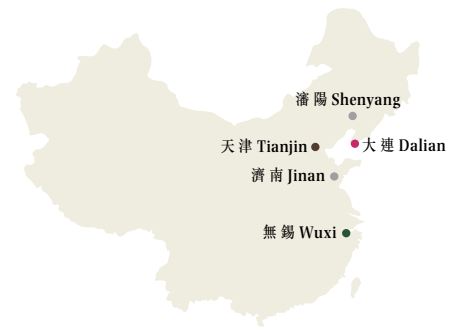 瀋陽 Shenyang
天津 Tianjin
大連 Dalian
濟南 Jinan
無錫 Wuxi